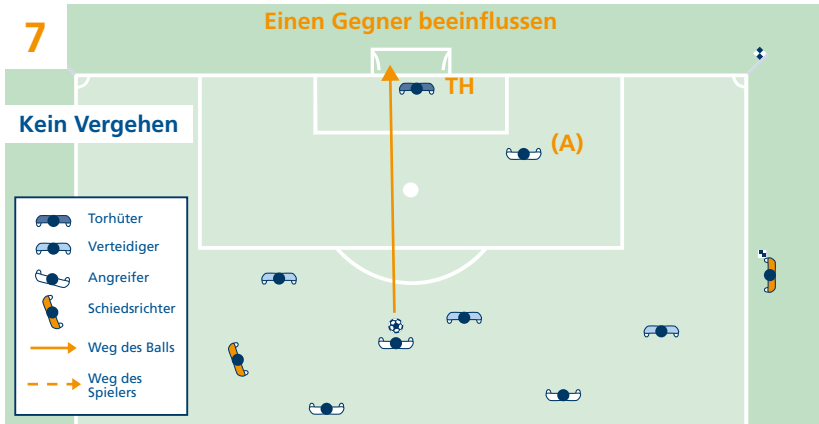 7
Einen Gegner beeinflussen
TH
Kein Vergehen
(A)
Torhüter
Verteidiger
Angreifer
Schiedsrichter
Weg des Balls
Weg des
Spielers